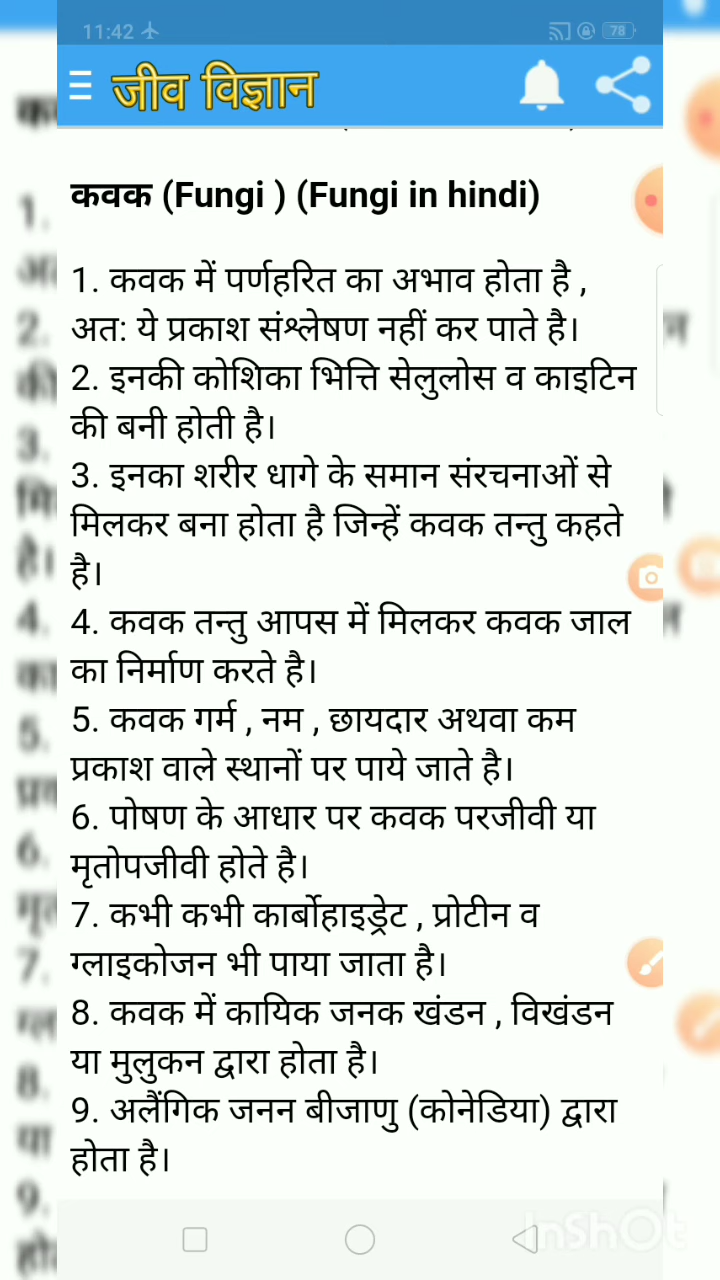 11:42
78
जीव विज्ञान
कवक (Fungi ) (Fungi in hindi)
1. कवक में पर्णहरित का अभाव होता है ,
अत: ये प्रकाश संश्लेषण नहीं कर पाते है।
2. इनकी कोशिका भित्ति सेलुलोस व काइटिन
की बनी होती है।
3. इनका शरीर धागे के समान संरचनाओं से
मिलकर बना होता है जिन्हें कवक तन्तु कहते
है।
4. कवक तन्तु आपस में मिलकर कवक जाल
का निर्माण करते है।
5. कवक गर्म , नम , छायदार अथवा कम
प्रकाश वाले स्थानों पर पाये जाते है।
6. पोषण के आधार पर कवक परजीवी या
मृतोपजीवी होते है।
7. कभी कभी कार्बोहाइड्रेट , प्रोटीन व
ग्लाइकोजन भी पाया जाता है।
8. कवक में कायिक जनक खंडन , विखंडन
या मुलुकन द्वारा होता है।
9. अलैंगिक जनन बीजाणु (कोनेडिया) द्वारा
होता है।
InShOt